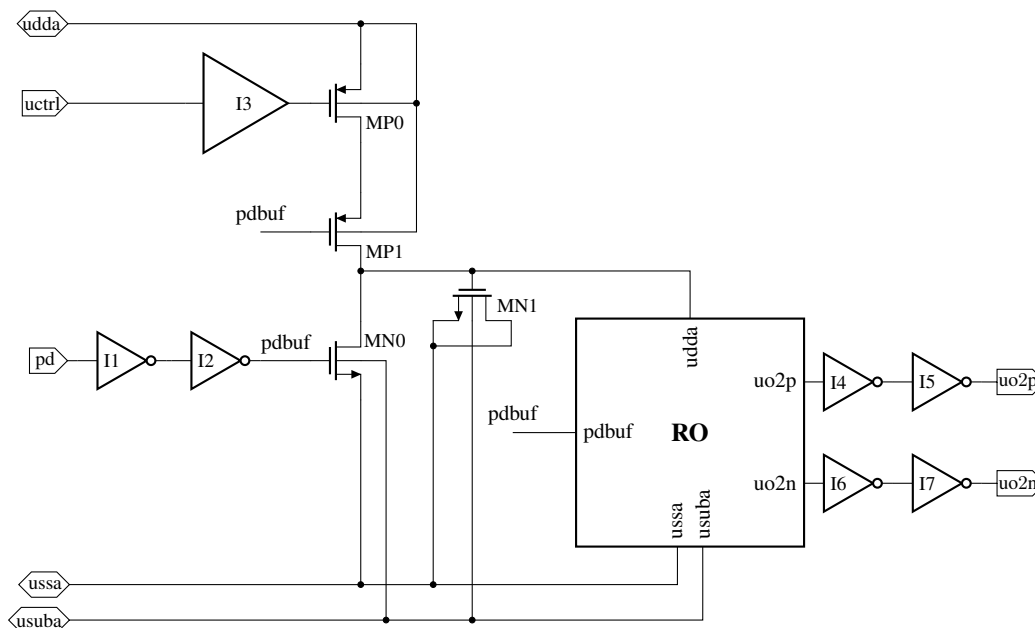 udda
uctrl
I3
MP0
pdbuf
MP1
MN1
pd
I1
I2
pdbuf
MN0
udda
uo2p
I4
I5
uo2p
pdbuf
pdbuf
RO
uo2n
I6
I7
uo2n
ussa
usuba
ussa
usuba